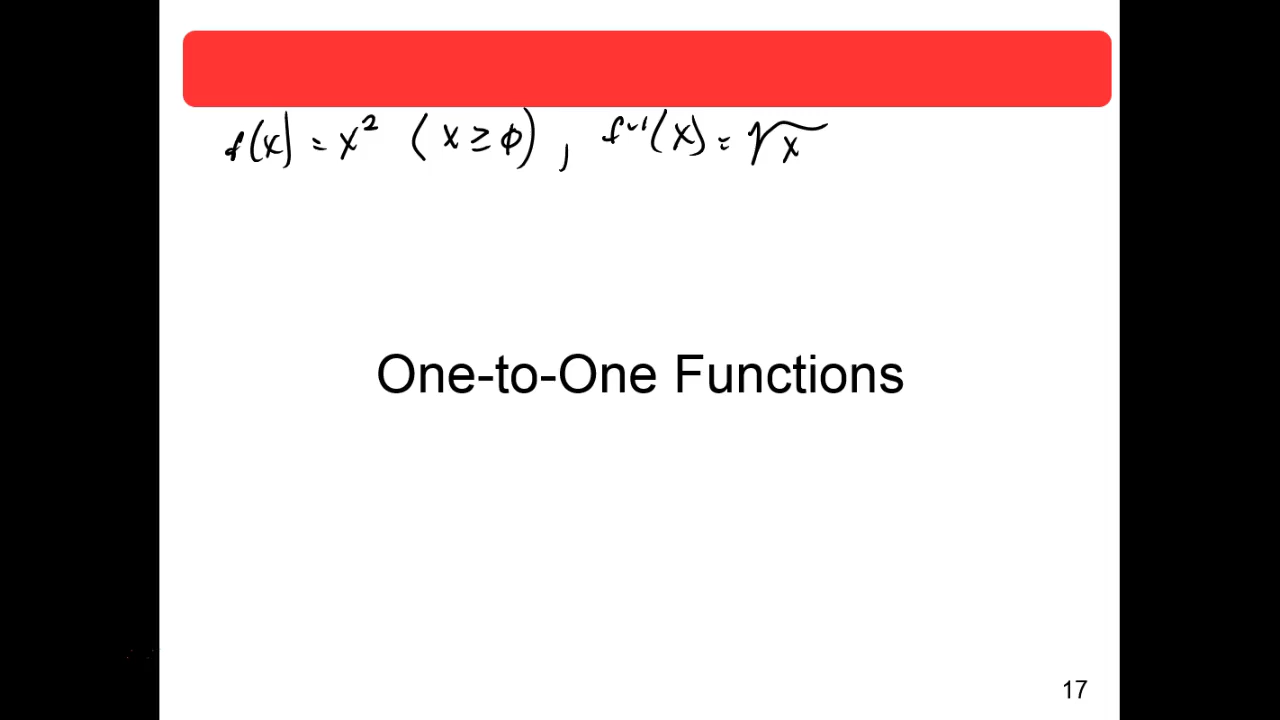 f(x) = x² (x ≥ φ), f⁻¹(x) = √x
One-to-One Functions
17